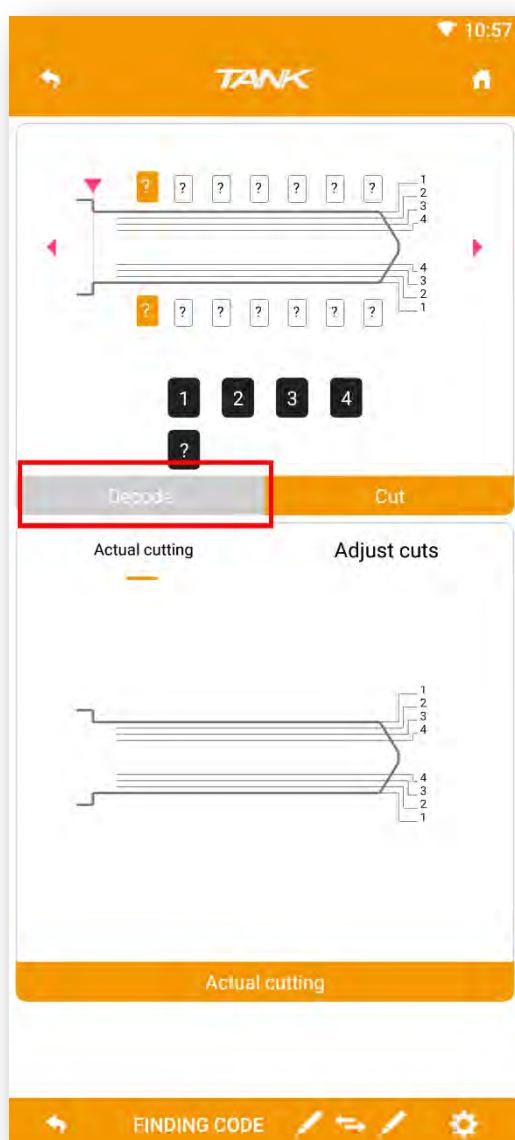 10:57
TANK
? ? ? ? ? ? ?
1
2
3
4
4
3
2
1
? ? ? ? ? ? ?
1 2 3 4
?
Decode Cut
Actual cutting Adjust cuts
1
2
3
4
4
3
2
1
Actual cutting
FINDING CODE